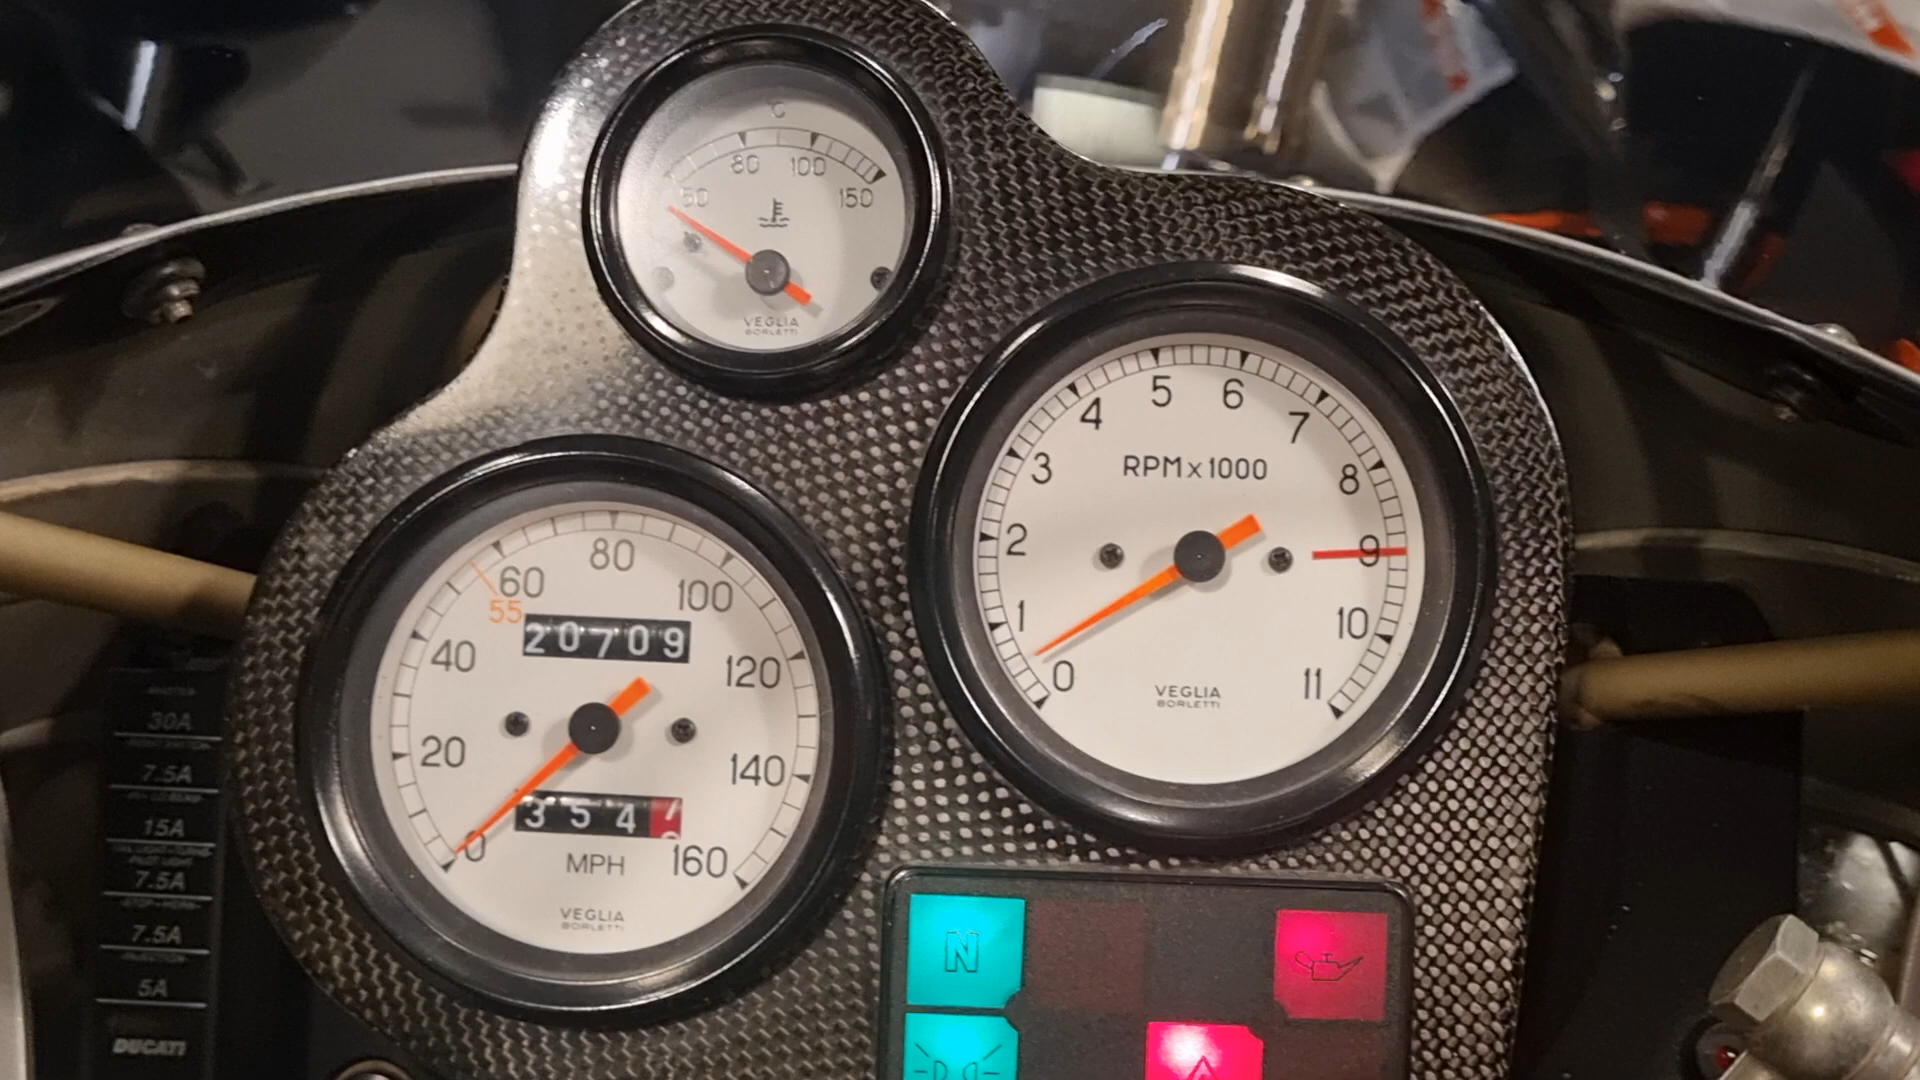 °C
50
80
100
150
VEGLIA
BORLETTI
0
1
2
3
4
5
6
7
8
9
10
11
RPM x 1000
VEGLIA
BORLETTI
0
20
40
55
60
80
100
120
140
160
20709
354
MPH
VEGLIA
BORLETTI
30A
7.5A
15A
7.5A
7.5A
5A
DUCATI
N